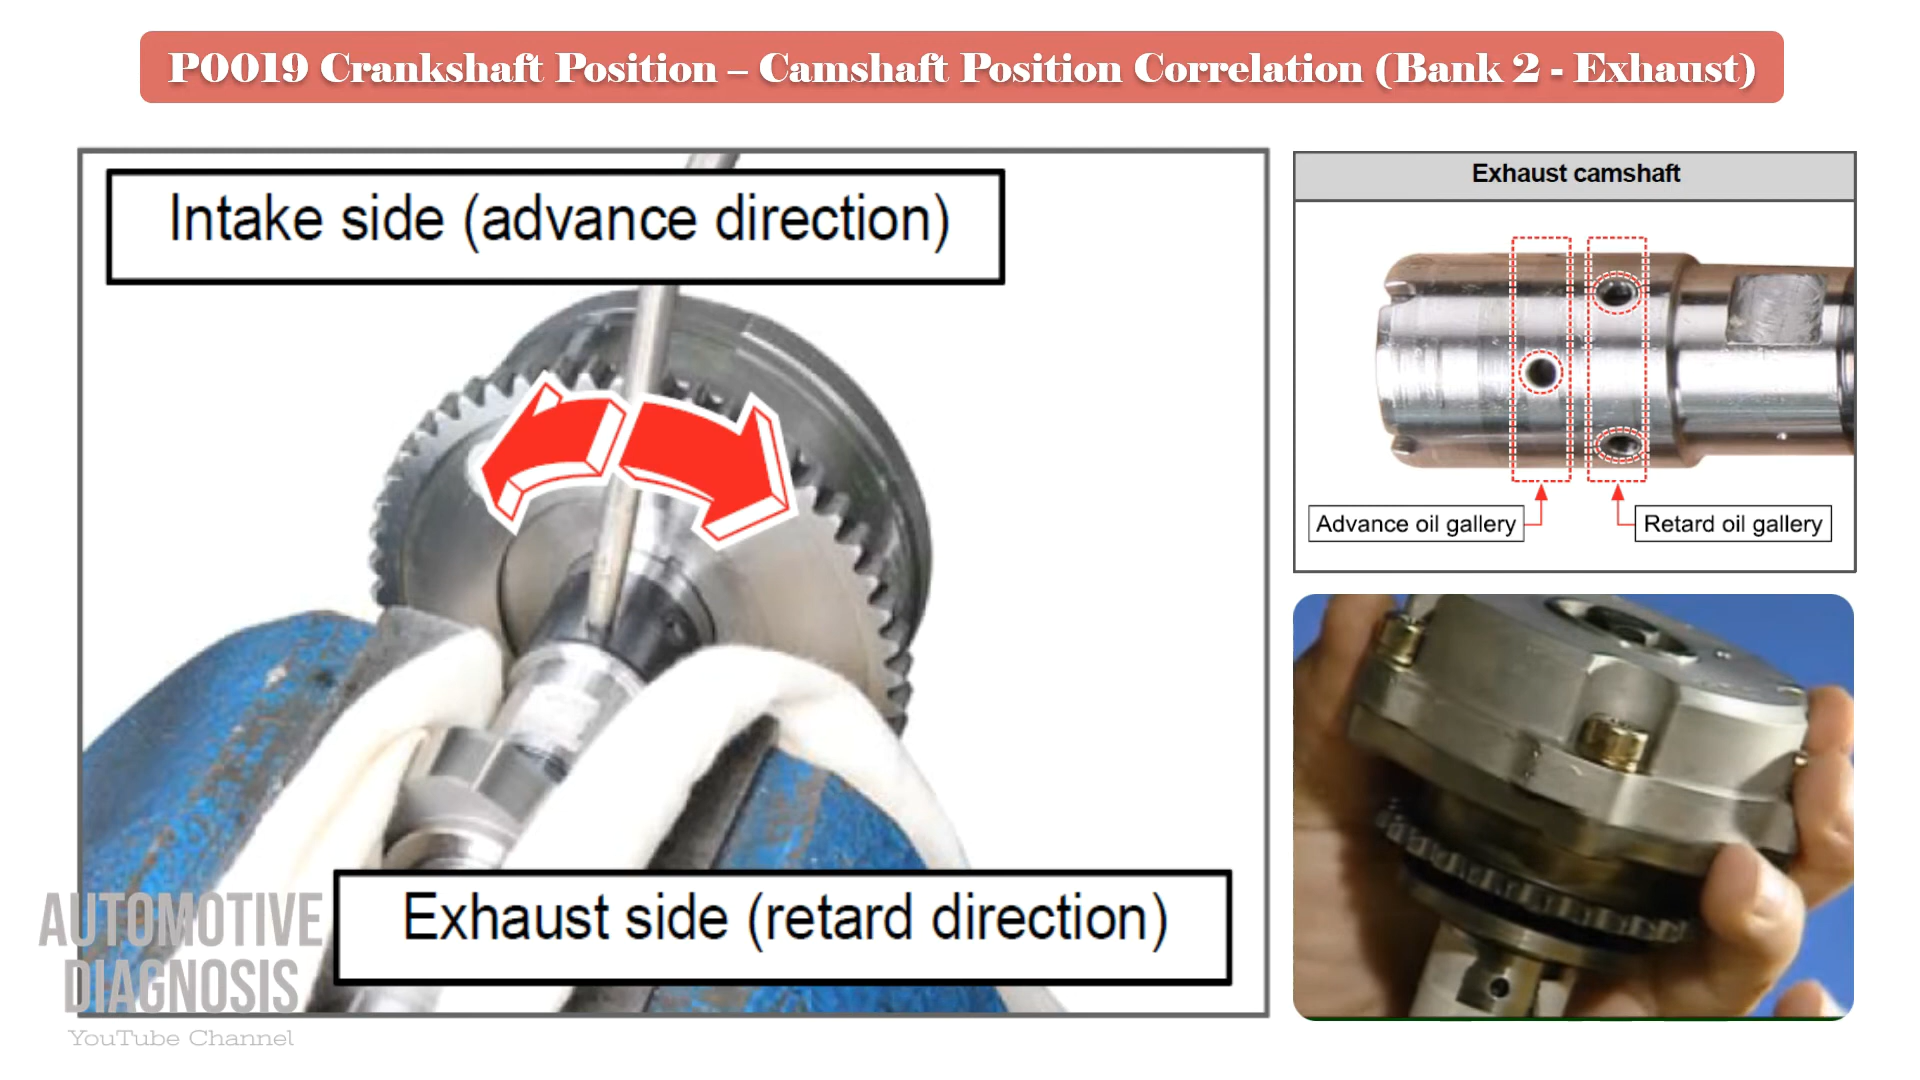 P0019 Crankshaft Position – Camshaft Position Correlation (Bank 2 - Exhaust)
Intake side (advance direction)
Exhaust side (retard direction)
Exhaust camshaft
Advance oil gallery
Retard oil gallery
AUTOMOTIVE
DIAGNOSIS
YouTube Channel